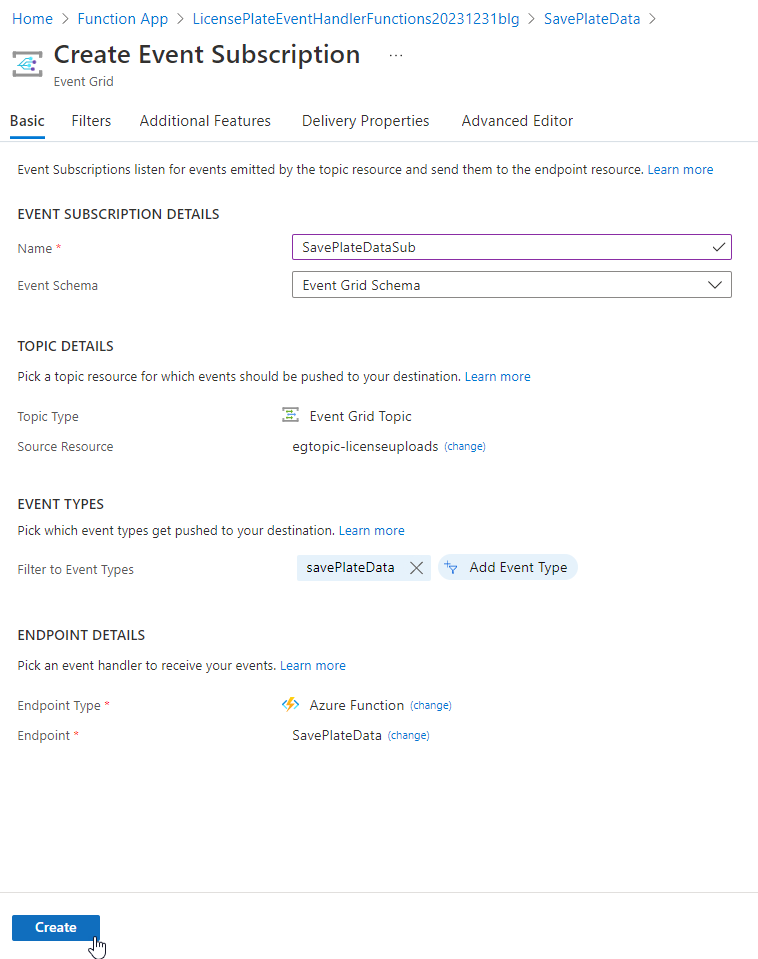 Home > Function App > LicensePlateEventHandlerFunctions20231231blg > SavePlateData >
Create Event Subscription ...
Event Grid
Basic Filters Additional Features Delivery Properties Advanced Editor
Event Subscriptions listen for events emitted by the topic resource and send them to the endpoint resource. Learn more
EVENT SUBSCRIPTION DETAILS
Name * SavePlateDataSub
Event Schema Event Grid Schema
TOPIC DETAILS
Pick a topic resource for which events should be pushed to your destination. Learn more
Topic Type Event Grid Topic
Source Resource egtopic-licenseuploads (change)
EVENT TYPES
Pick which event types get pushed to your destination. Learn more
Filter to Event Types savePlateData Add Event Type
ENDPOINT DETAILS
Pick an event handler to receive your events. Learn more
Endpoint Type * Azure Function (change)
Endpoint * SavePlateData (change)
Create